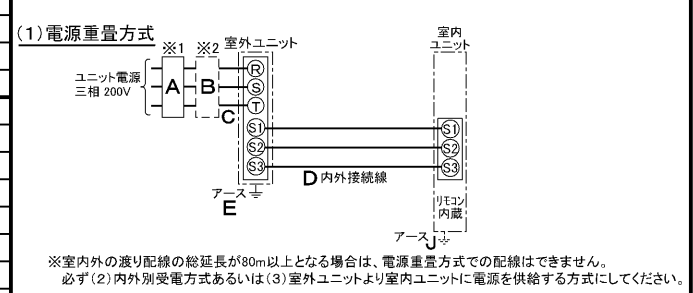 (1)電源重畳方式
※1 ※2 室外ユニット
室内
ユニット
ユニット電源
三相 200V
A B
R
S
T
C
S1 S1
S2 S2
S3 S3
D 内外接続線
アース
E
リモコン
内蔵
アース J
※室内外の渡り配線の総延長が80m以上となる場合は、電源重畳方式での配線はできません。
必ず(2)内外別受電方式あるいは(3)室外ユニットより室内ユニットに電源を供給する方式にしてください。